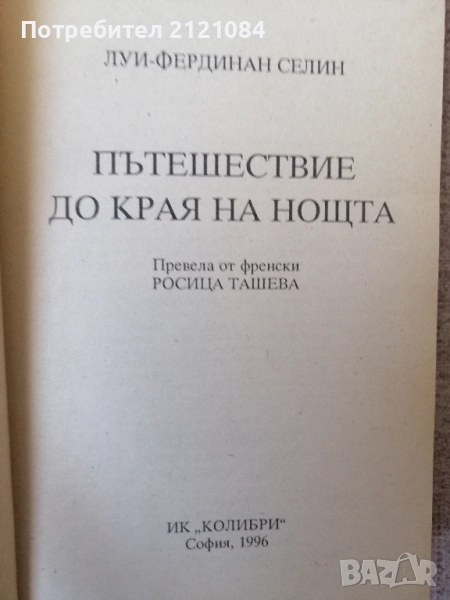 Потребител 2121084
ЛУИ-ФЕРДИНАН СЕЛИН
ПЪТЕШЕСТВИЕ
ДО КРАЯ НА НОЩТА
Превела от френски
РОСИЦА ТАШЕВА
ИК „КОЛИБРИ“
София, 1996
BAZAR